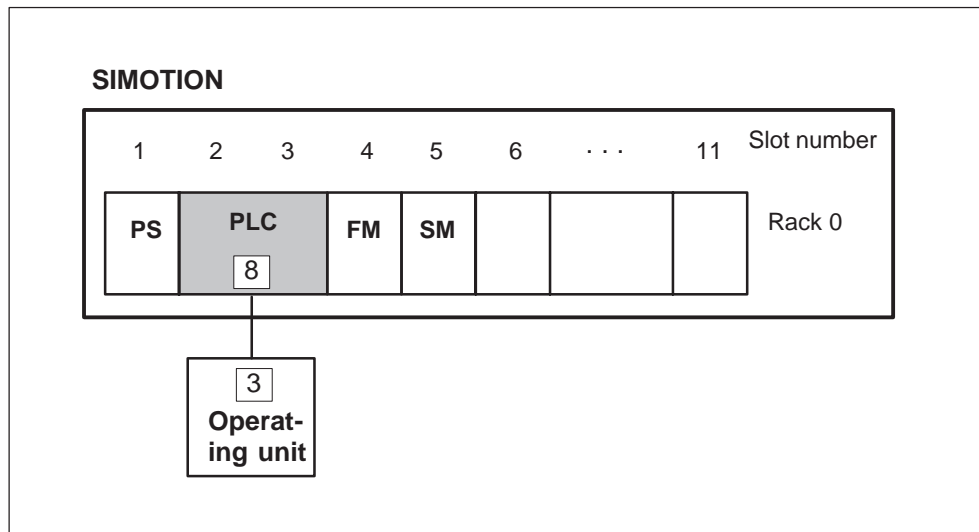 SIMOTION
1 2 3 4 5 6 . . . 11 Slot number
PS PLC FM SM Rack 0
8
3
Operat-
ing unit